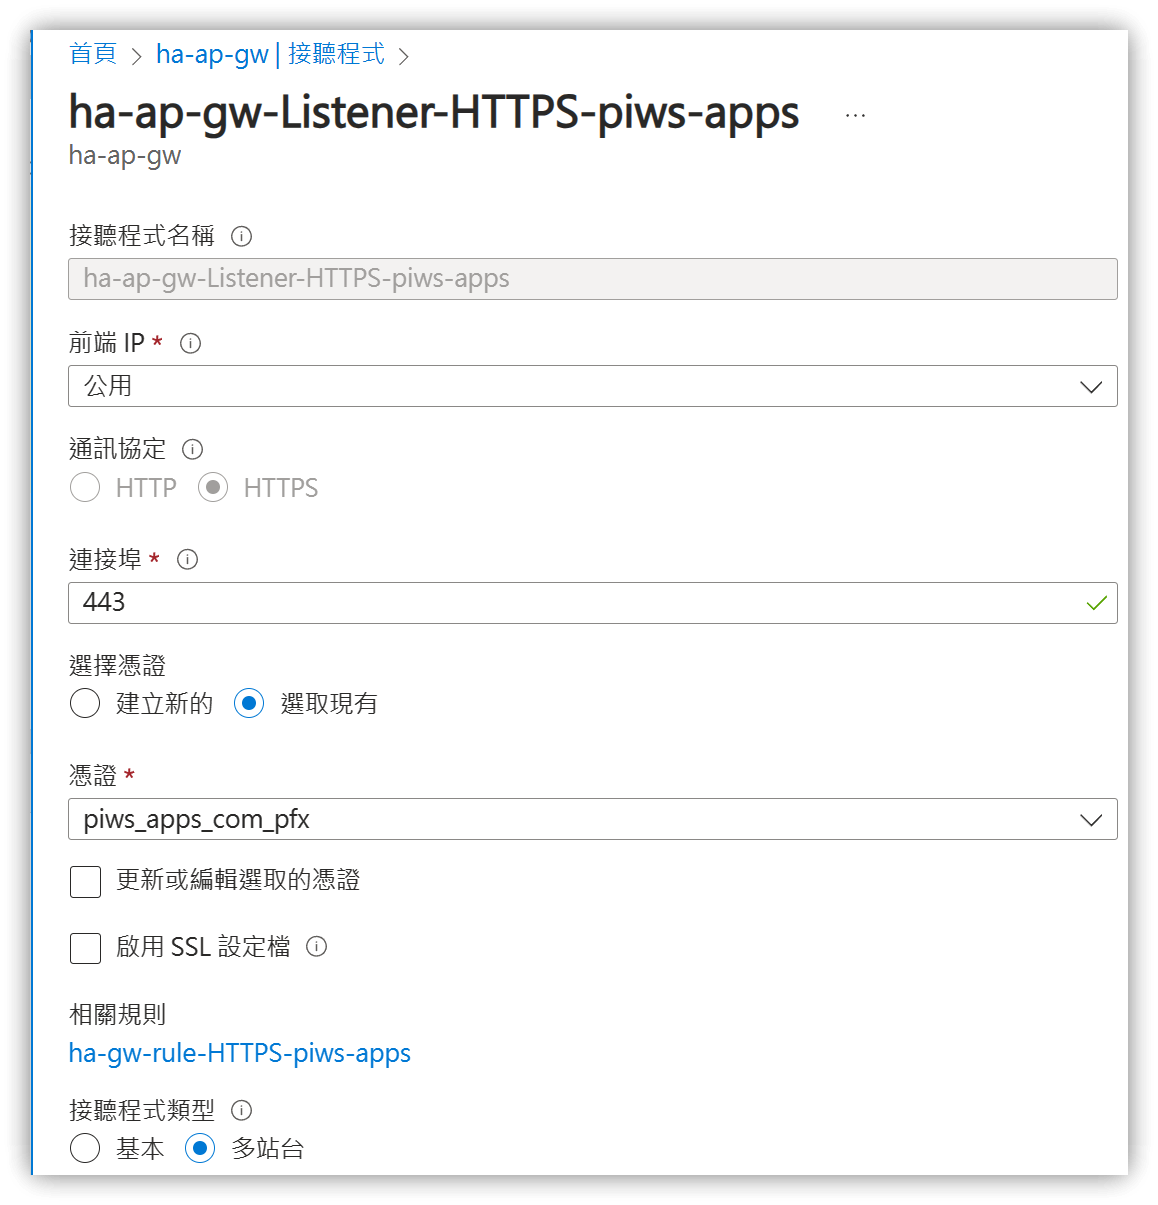 首頁 > ha-ap-gw | 接聽程式 >
ha-ap-gw-Listener-HTTPS-piws-apps ...
ha-ap-gw
接聽程式名稱
ha-ap-gw-Listener-HTTPS-piws-apps
前端 IP *
公用
通訊協定
HTTP HTTPS
連接埠 *
443
選擇憑證
建立新的 選取現有
憑證 *
piws_apps_com_pfx
更新或編輯選取的憑證
啟用 SSL 設定檔
相關規則
ha-gw-rule-HTTPS-piws-apps
接聽程式類型
基本 多站台